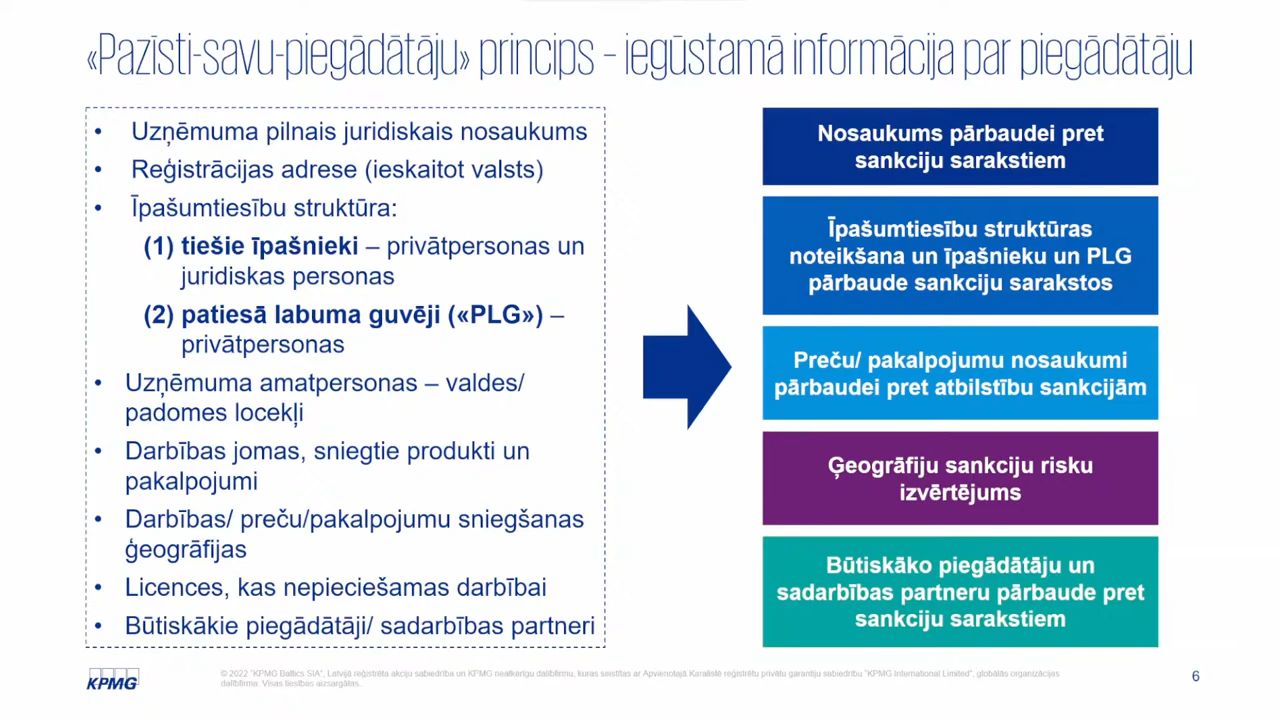 «Pazīsti-savu-piegādātāju» princips – iegūstamā informācija par piegādātāju
• Uzņēmuma pilnais juridiskais nosaukums
• Reģistrācijas adrese (ieskaitot valsts)
• Īpašumtiesību struktūra:
(1) tiešie īpašnieki – privātpersonas un
juridiskas personas
(2) patiesā labuma guvēji («PLG») –
privātpersonas
• Uzņēmuma amatpersonas – valdes/
padomes locekļi
• Darbības jomas, sniegtie produkti un
pakalpojumi
• Darbības/ preču/pakalpojumu sniegšanas
ģeogrāfijas
• Licences, kas nepieciešamas darbībai
• Būtiskākie piegādātāji/ sadarbības partneri
Nosaukums pārbaudei pret
sankciju sarakstiem
Īpašumtiesību struktūras
noteikšana un īpašnieku un PLG
pārbaude sankciju sarakstos
Preču/ pakalpojumu nosaukumi
pārbaudei pret atbilstību sankcijām
Ģeogrāfiju sankciju risku
izvērtējums
Būtiskāko piegādātāju un
sadarbības partneru pārbaude pret
sankciju sarakstiem
KPMG
© 2022 "KPMG Baltics SIA", Latvijā reģistrēta akciju sabiedrība un KPMG neatkarīgu dalībfirmu, kuras saistītas ar Apvienotajā Karalistē reģistrētu privātu garantiju sabiedrību "KPMG International Limited", globālās organizācijas
dalībfirma. Visas tiesības aizsargātas.
6